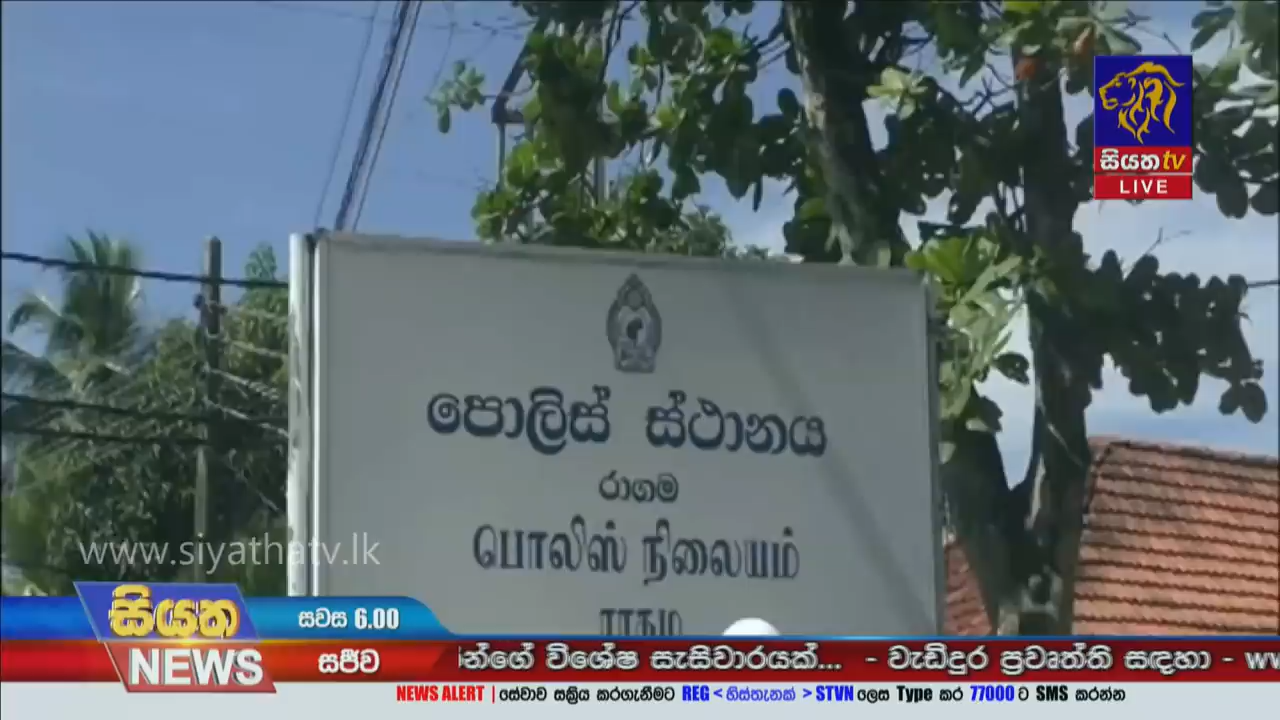 සියත tv
LIVE
පොලිස් ස්ථානය
රාගම
பொலிஸ் நிலையம்
ராகம
www.siyathatv.lk
සියත
NEWS
සවස 6.00
සජීව
න්ගේ විශේෂ සැසිවාරයක්... - වැඩිදුර ප්‍රවෘත්ති සඳහා - ww
NEWS ALERT | සේවාව සක්‍රිය කරගැනීමට REG < හිස්තැනක් > STVN ලෙස Type කර 77000 ට SMS කරන්න